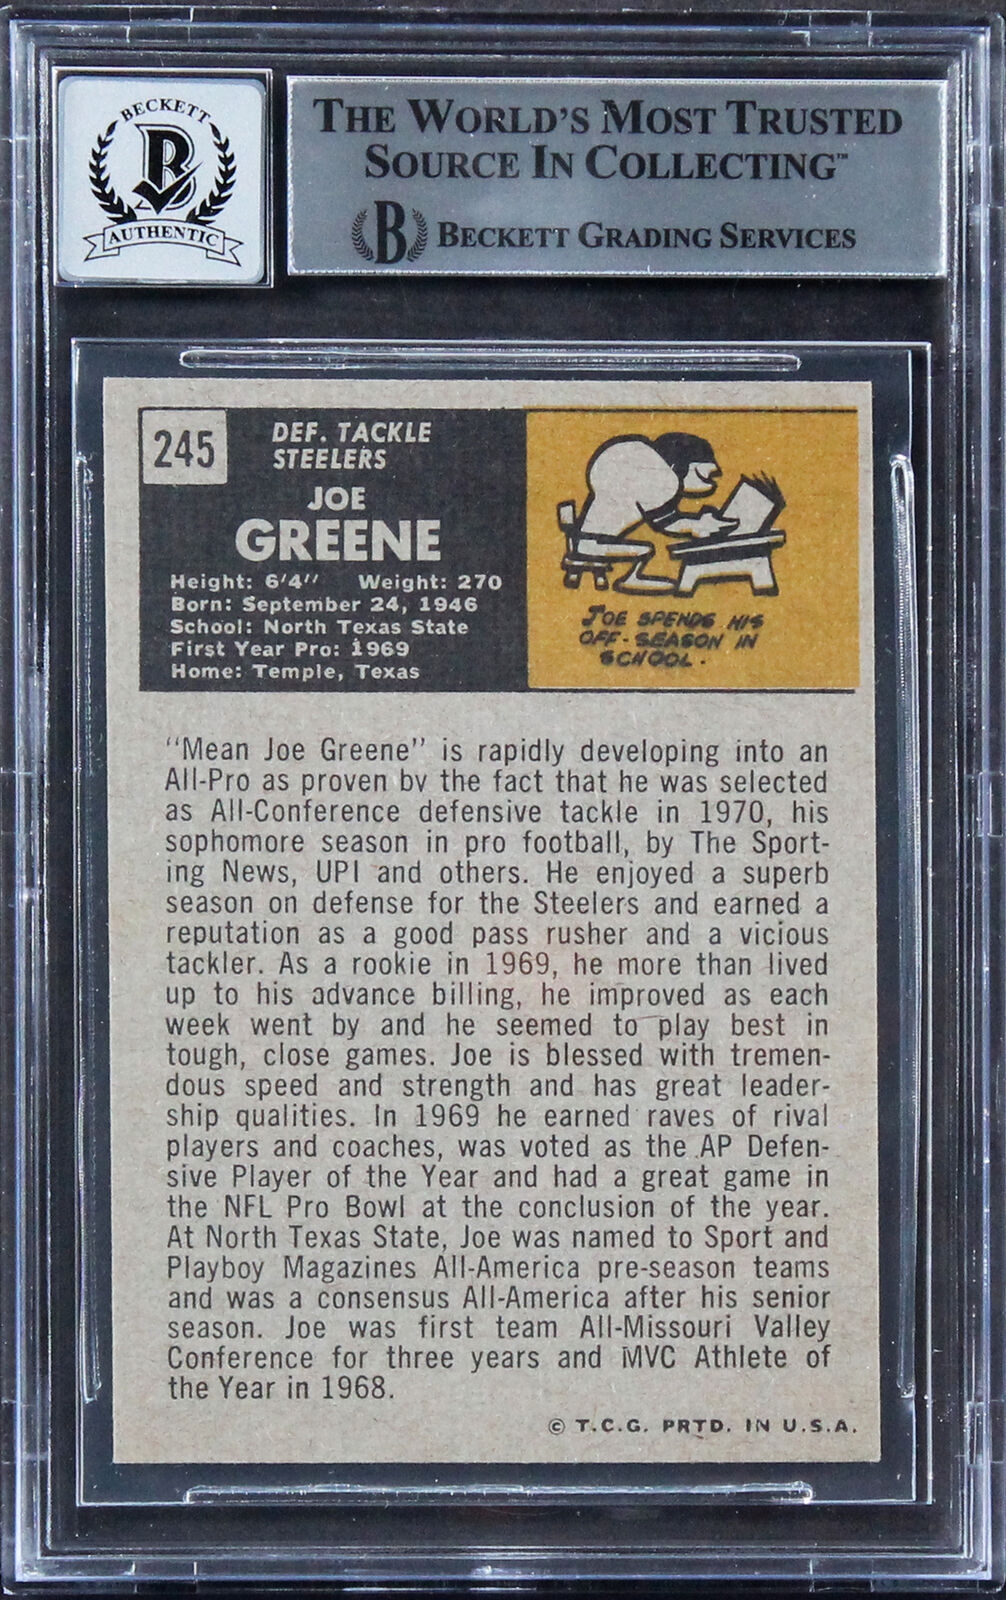 BECKETT
B
AUTHENTIC
THE WORLD'S MOST TRUSTED
SOURCE IN COLLECTING™
B BECKETT GRADING SERVICES
245
DEF. TACKLE
STEELERS
JOE
GREENE
Height: 6'4" Weight: 270
Born: September 24, 1946
School: North Texas State
First Year Pro: 1969
Home: Temple, Texas
JOE SPENDS HIS
OFF-SEASON IN
SCHOOL.
"Mean Joe Greene" is rapidly developing into an
All-Pro as proven by the fact that he was selected
as All-Conference defensive tackle in 1970, his
sophomore season in pro football, by The Sport-
ing News, UPI and others. He enjoyed a superb
season on defense for the Steelers and earned a
reputation as a good pass rusher and a vicious
tackler. As a rookie in 1969, he more than lived
up to his advance billing, he improved as each
week went by and he seemed to play best in
tough, close games. Joe is blessed with tremen-
dous speed and strength and has great leader-
ship qualities. In 1969 he earned raves of rival
players and coaches, was voted as the AP Defen-
sive Player of the Year and had a great game in
the NFL Pro Bowl at the conclusion of the year.
At North Texas State, Joe was named to Sport and
Playboy Magazines All-America pre-season teams
and was a consensus All-America after his senior
season. Joe was first team All-Missouri Valley
Conference for three years and MVC Athlete of
the Year in 1968.
© T.C.G. PRTD. IN U.S.A.